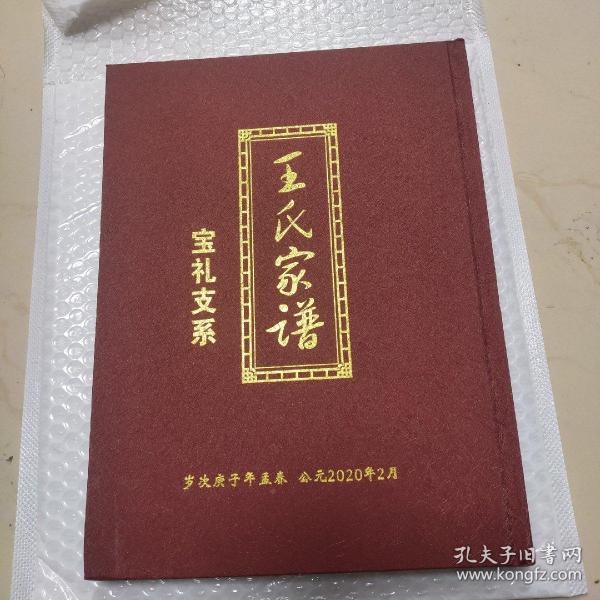 王氏家谱
宝礼支系
岁次庚子年孟春 公元2020年2月
孔夫子旧書网
www.kongfz.com